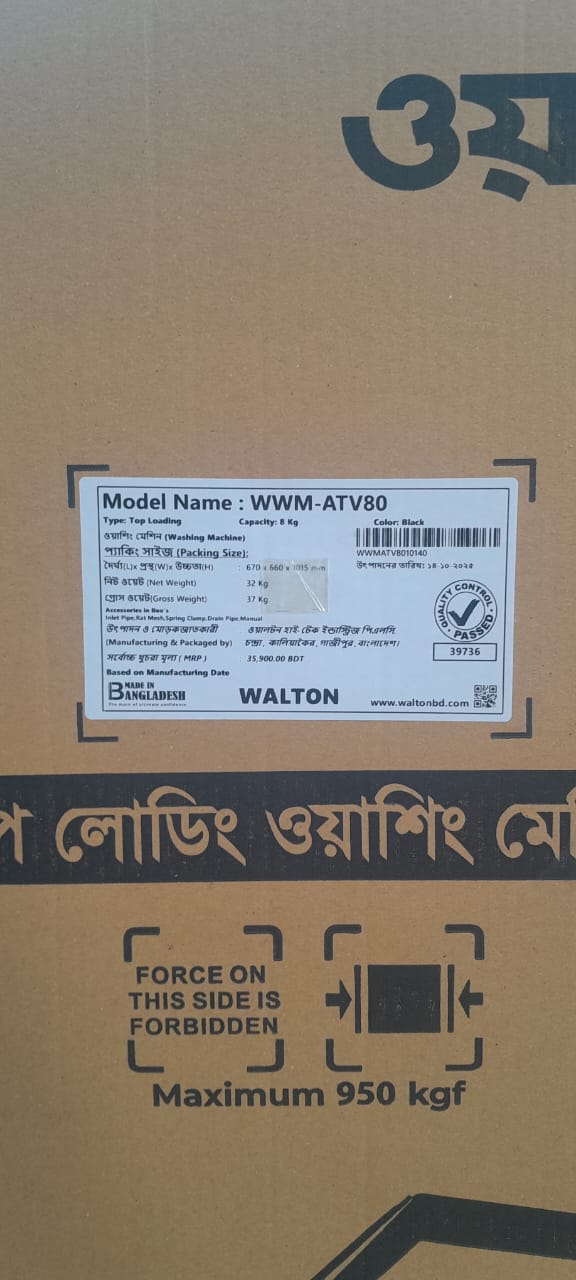 ওয়
Model Name : WWM-ATV80
Type: Top Loading Capacity: 8 Kg Color: Black
ওয়াশিং মেশিন (Washing Machine)
প্যাকিং সাইজ (Packing Size):
WWMATV8010140
দৈর্ঘ্য(L)x প্রস্থ(W)x উচ্চতা(H) : 670 x 660 x 1015 mm উৎপাদনের তারিখ: ১৪-১০-২০২৫
নিট ওয়েট (Net Weight) 32 Kg
গ্রোস ওয়েট(Gross Weight) 37 Kg
QUALITY CONTROL
PASSED
Accessories in Box's
Inlet Pipe,Rat Mesh,Spring Clamp,Drain Pipe,Manual
উৎপাদন ও মোড়কজাতকারী ওয়ালটন হাই-টেক ইন্ডাস্ট্রিজ পিএলসি
(Manufacturing & Packaged by) চন্দ্রা, কালিয়াকৈর, গাজীপুর, বাংলাদেশ।
39736
সর্বোচ্চ খুচরা মূল্য ( MRP ) 35,900.00 BDT
Based on Manufacturing Date
MADE IN
BANGLADESH
WALTON
www.waltonbd.com
প লোডিং ওয়াশিং মে
FORCE ON
THIS SIDE IS
FORBIDDEN
Maximum 950 kgf